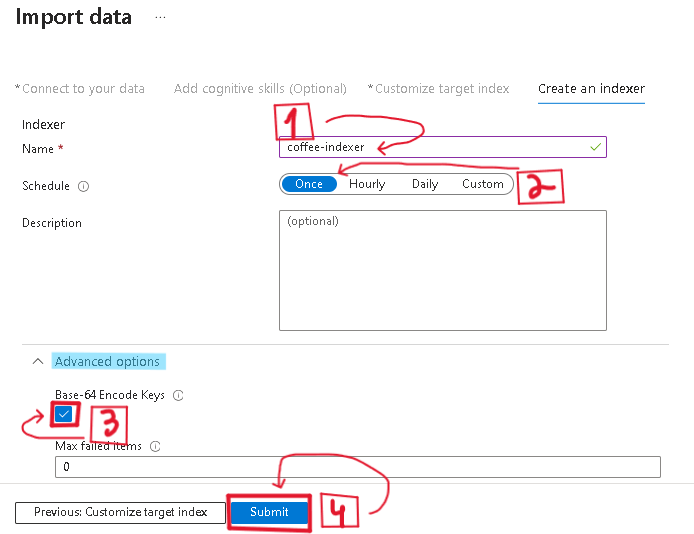 Import data ...
*Connect to your data Add cognitive skills (Optional) *Customize target index Create an indexer
Indexer
1
Name * coffee-indexer
Schedule Once Hourly Daily Custom
2
Description (optional)
Advanced options
Base-64 Encode Keys
3
Max failed items
0
Previous: Customize target index Submit
4